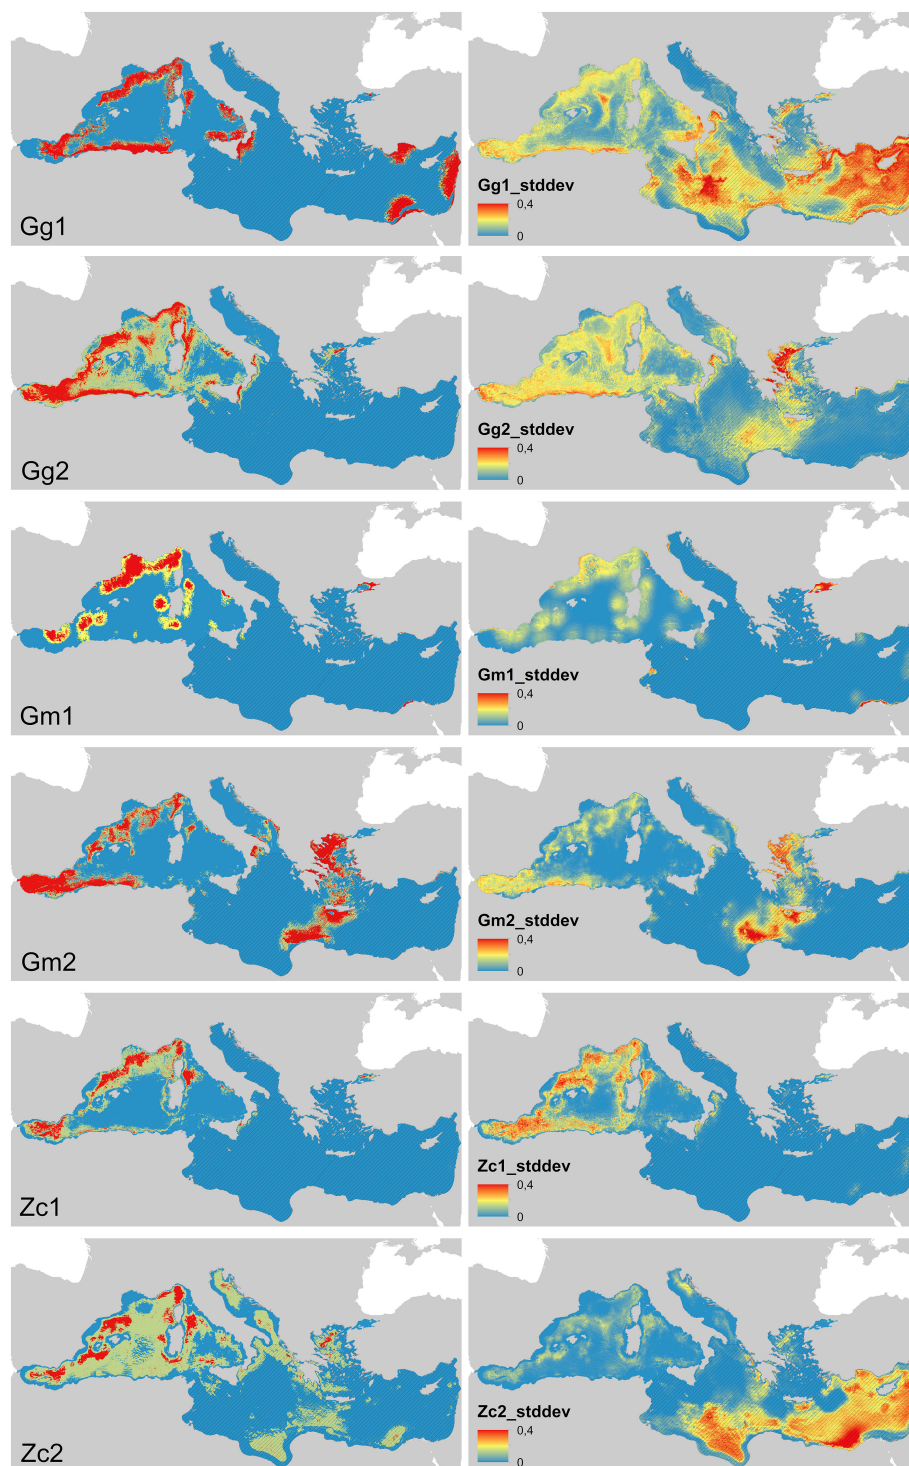 Gg1
Gg1_stddev
0,4
0
Gg2
Gg2_stddev
0,4
0
Gm1
Gm1_stddev
0,4
0
Gm2
Gm2_stddev
0,4
0
Zc1
Zc1_stddev
0,4
0
Zc2
Zc2_stddev
0,4
0